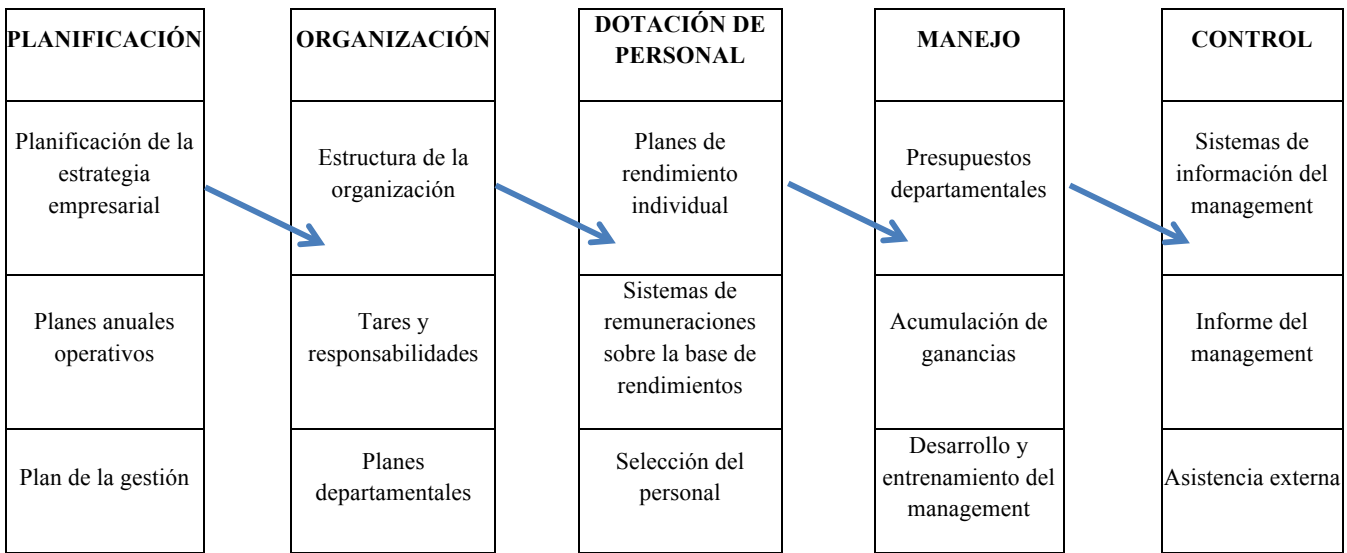 PLANIFICACIÓN
Planificación de la
estrategia
empresarial
Planes anuales
operativos
Plan de la gestión
ORGANIZACIÓN
Estructura de la
organización
Tares y
responsabilidades
Planes
departamentales
DOTACIÓN DE
PERSONAL
Planes de
rendimiento
individual
Sistemas de
remuneraciones
sobre la base de
rendimientos
Selección del
personal
MANEJO
Presupuestos
departamentales
Acumulación de
ganancias
Desarrollo y
entrenamiento del
management
CONTROL
Sistemas de
información del
management
Informe del
management
Asistencia externa